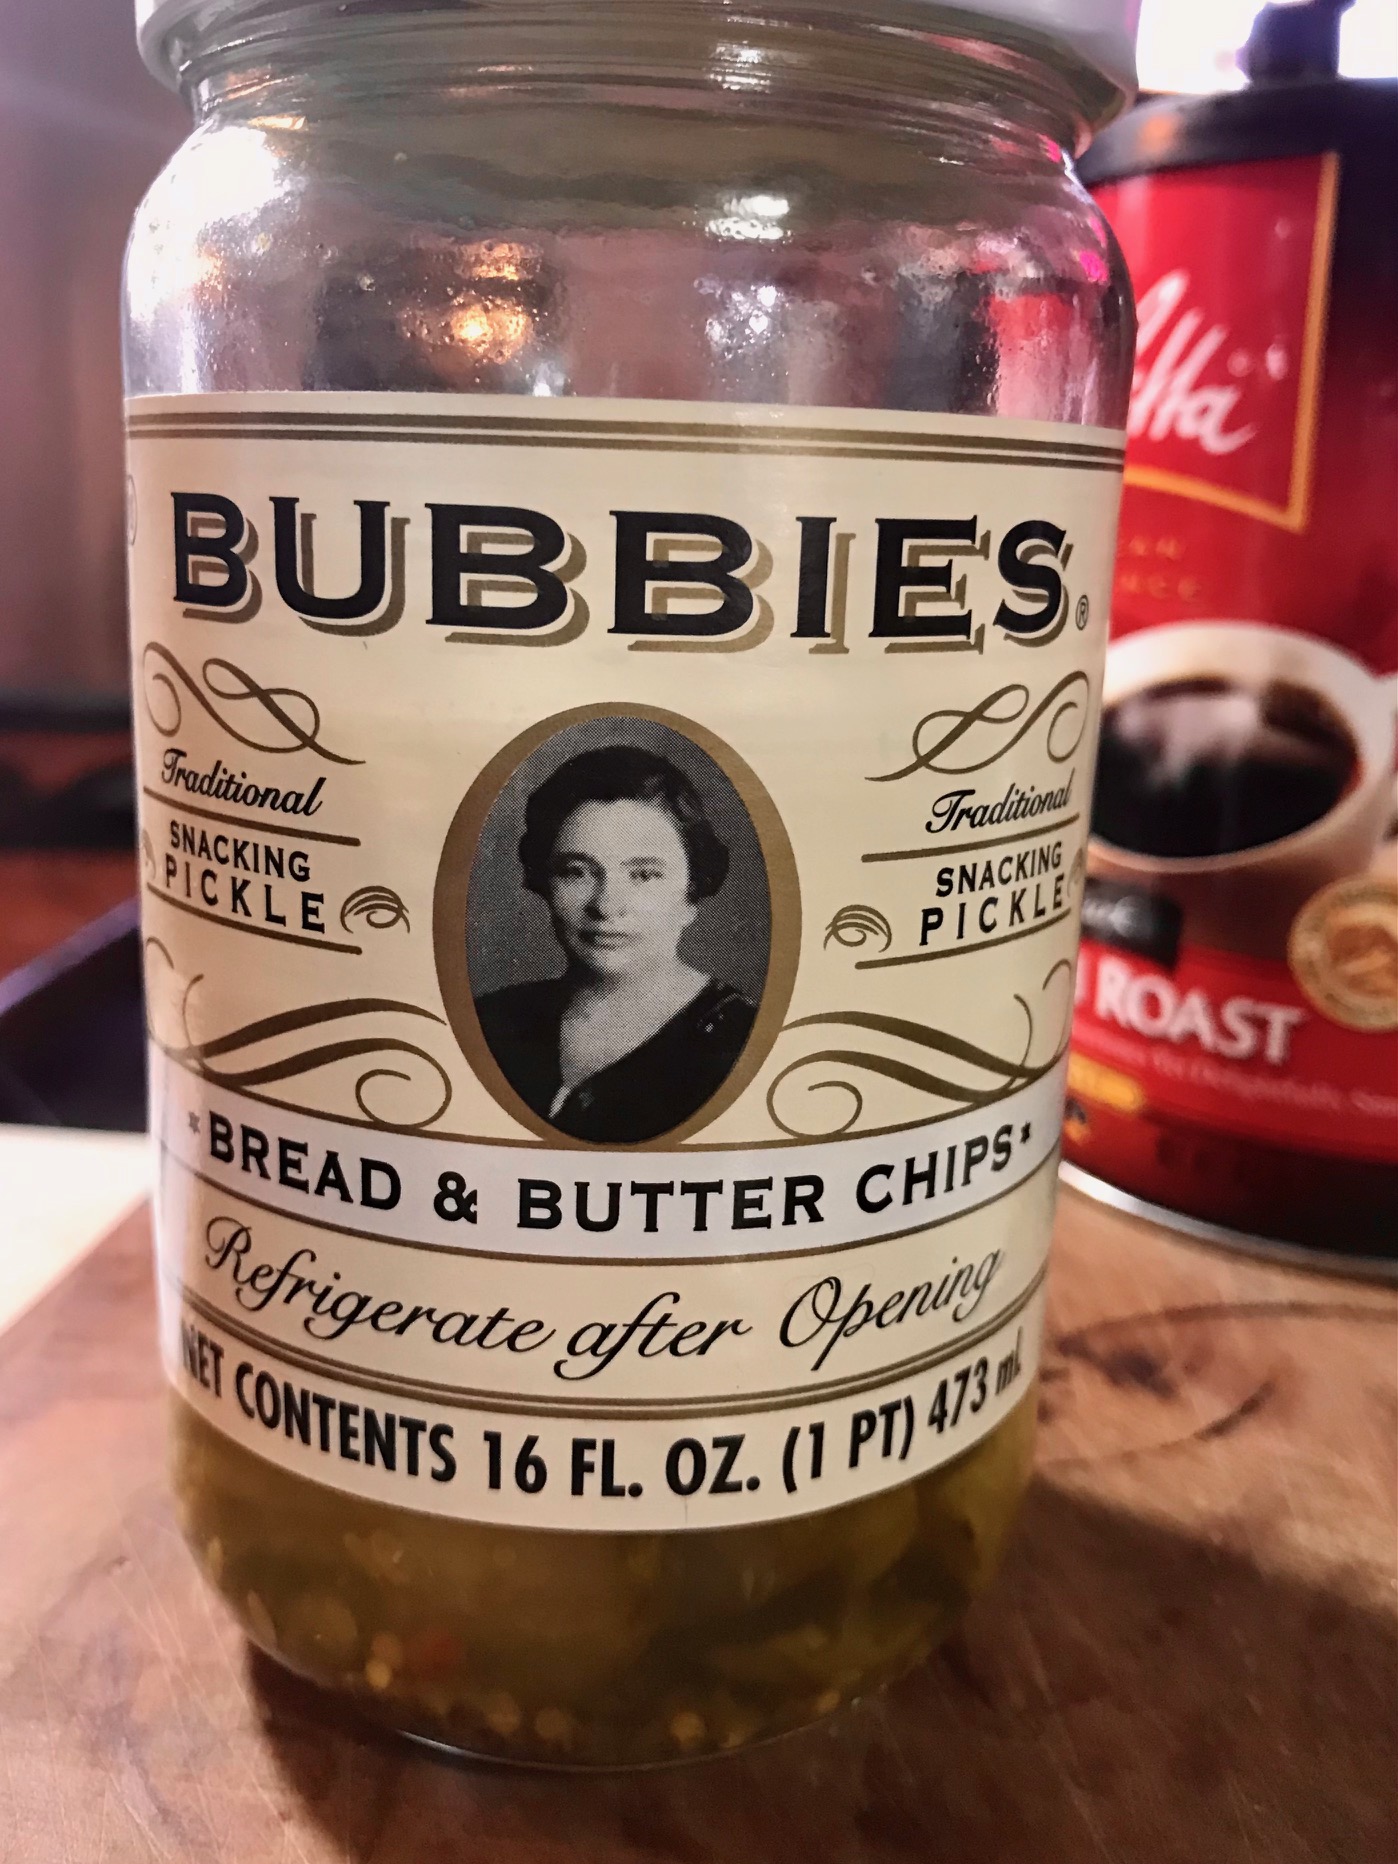 BUBBIES®
Traditional
SNACKING
PICKLE
Traditional
SNACKING
PICKLE
*BREAD & BUTTER CHIPS*
Refrigerate after Opening
NET CONTENTS 16 FL. OZ. (1 PT) 473 mL
ROAST